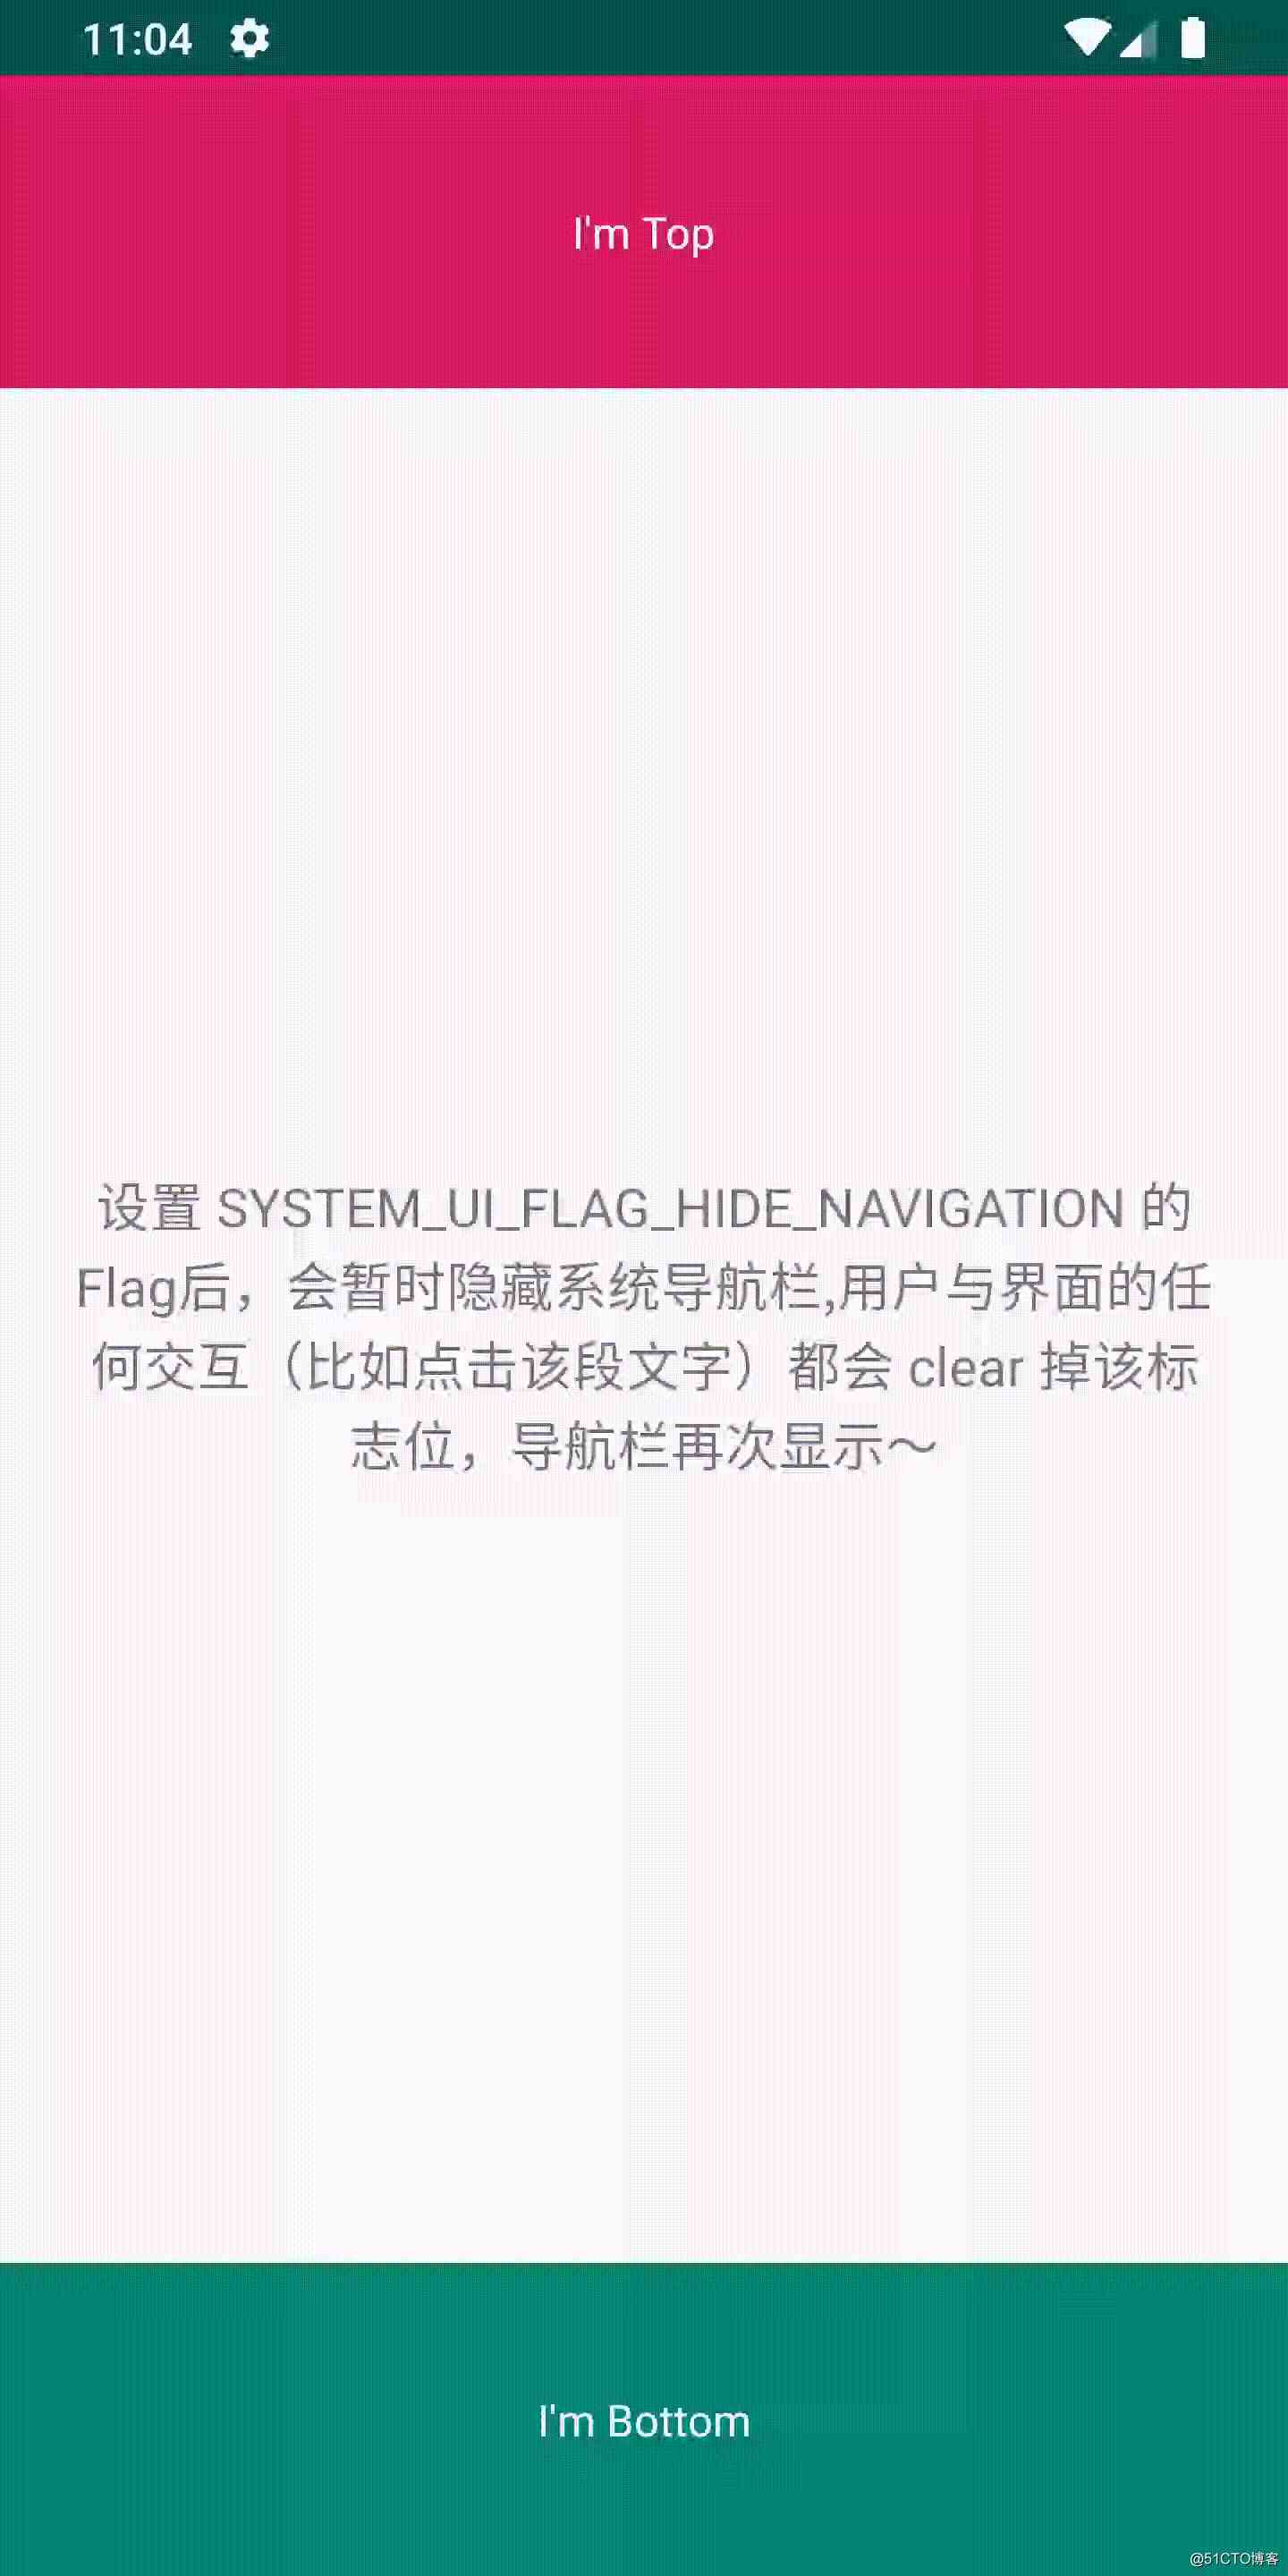 11:04
I'm Top
设置 SYSTEM_UI_FLAG_HIDE_NAVIGATION 的
Flag后，会暂时隐藏系统导航栏,用户与界面的任
何交互（比如点击该段文字）都会 clear 掉该标
志位，导航栏再次显示～
I'm Bottom
@51CTO博客